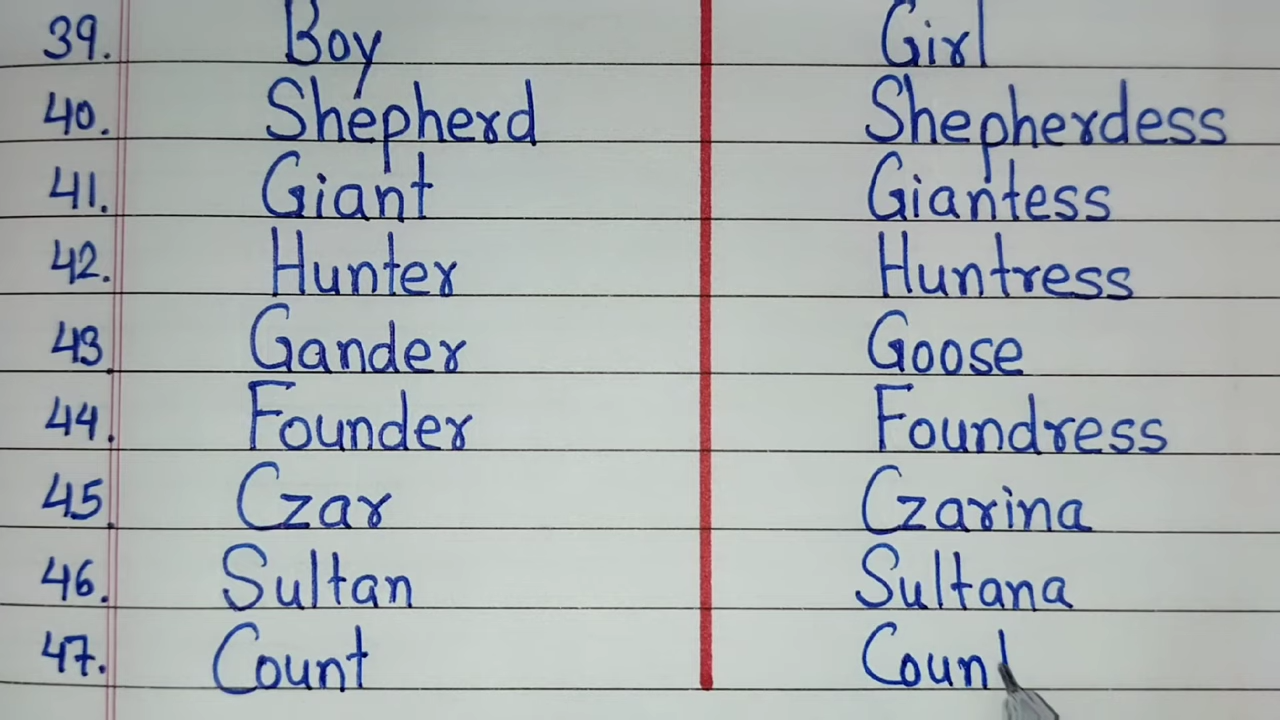 39. Boy Girl
40. Shepherd Shepherdess
41. Giant Giantess
42. Hunter Huntress
43. Gander Goose
44. Founder Foundress
45. Czar Czarina
46. Sultan Sultana
47. Count